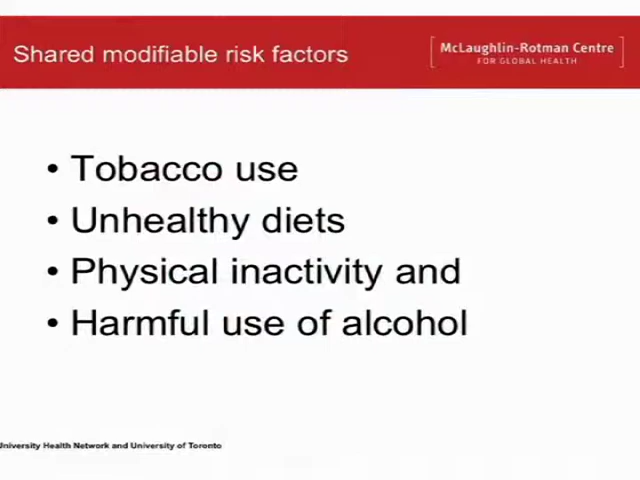 Shared modifiable risk factors
McLaughlin-Rotman Centre
FOR GLOBAL HEALTH
• Tobacco use
• Unhealthy diets
• Physical inactivity and
• Harmful use of alcohol
University Health Network and University of Toronto